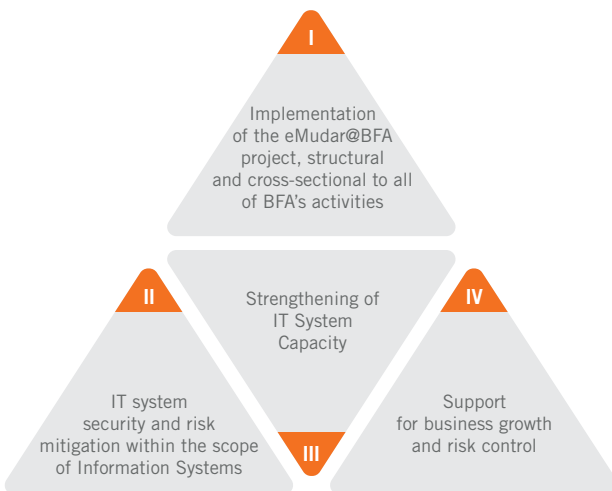 I
Implementation
of the eMudar@BFA
project, structural
and cross-sectional to all
of BFA's activities
II
IT system
security and risk
mitigation within the scope
of Information Systems
Strengthening of
IT System
Capacity
III
IV
Support
for business growth
and risk control